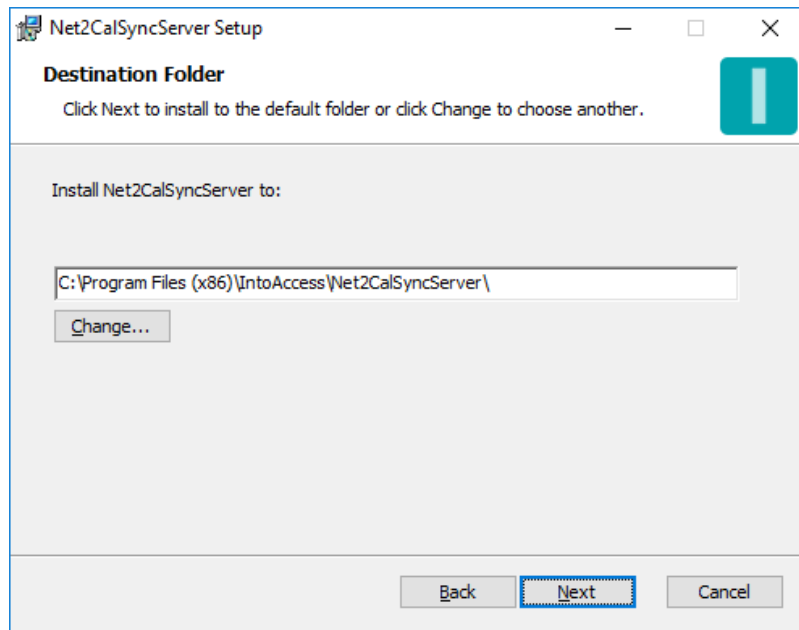 Net2CalSyncServer Setup
Destination Folder
Click Next to install to the default folder or click Change to choose another.
Install Net2CalSyncServer to:
C:\Program Files (x86)\IntoAccess\Net2CalSyncServer\
Change...
Back Next Cancel